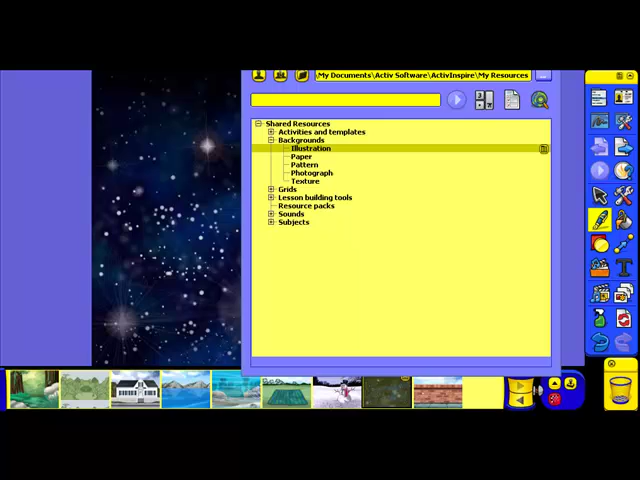 \My Documents\Activ Software\ActivInspire\My Resources
Shared Resources
Activities and templates
Backgrounds
Illustration
Paper
Pattern
Photograph
Texture
Grids
Lesson building tools
Resource packs
Sounds
Subjects
T